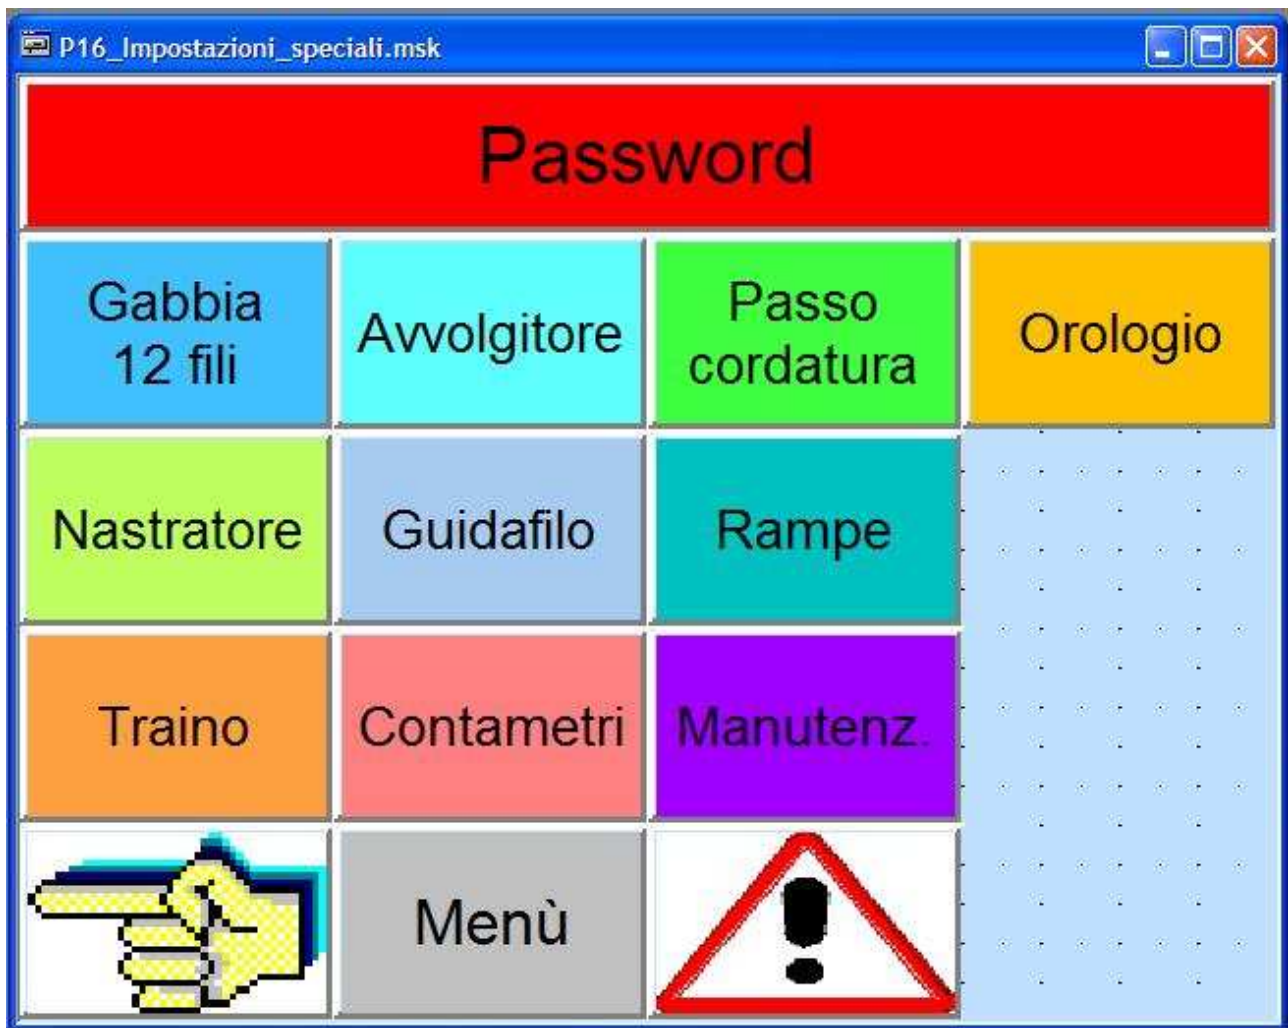 P16_Impostazioni_speciali.msk
Password
Gabbia
12 fili
Avvolgitore
Passo
cordatura
Orologio
Nastratore
Guidafilo
Rampe
Traino
Contametri
Manutenz.
Menù